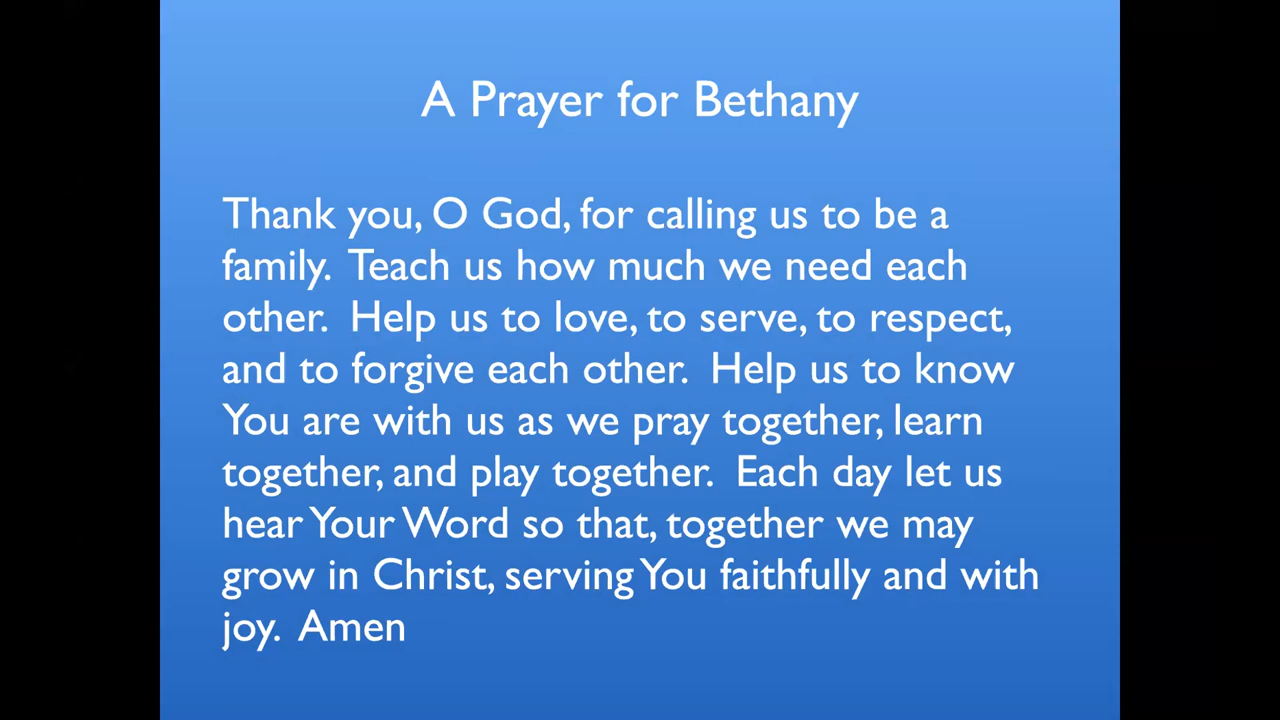 A Prayer for Bethany
Thank you, O God, for calling us to be a
family.  Teach us how much we need each
other.  Help us to love, to serve, to respect,
and to forgive each other.  Help us to know
You are with us as we pray together, learn
together, and play together.  Each day let us
hear Your Word so that, together we may
grow in Christ, serving You faithfully and with
joy.  Amen